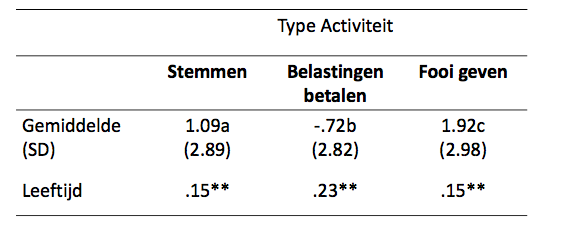 Type Activiteit
Stemmen Belastingen betalen Fooi geven
Gemiddelde (SD) 1.09a (2.89) -.72b (2.82) 1.92c (2.98)
Leeftijd .15** .23** .15**